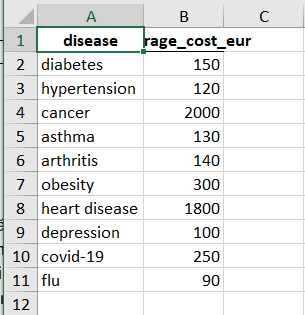 A B C
1 disease rage_cost_eur
2 diabetes 150
3 hypertension 120
4 cancer 2000
5 asthma 130
6 arthritis 140
7 obesity 300
8 heart disease 1800
9 depression 100
10 covid-19 250
11 flu 90
12